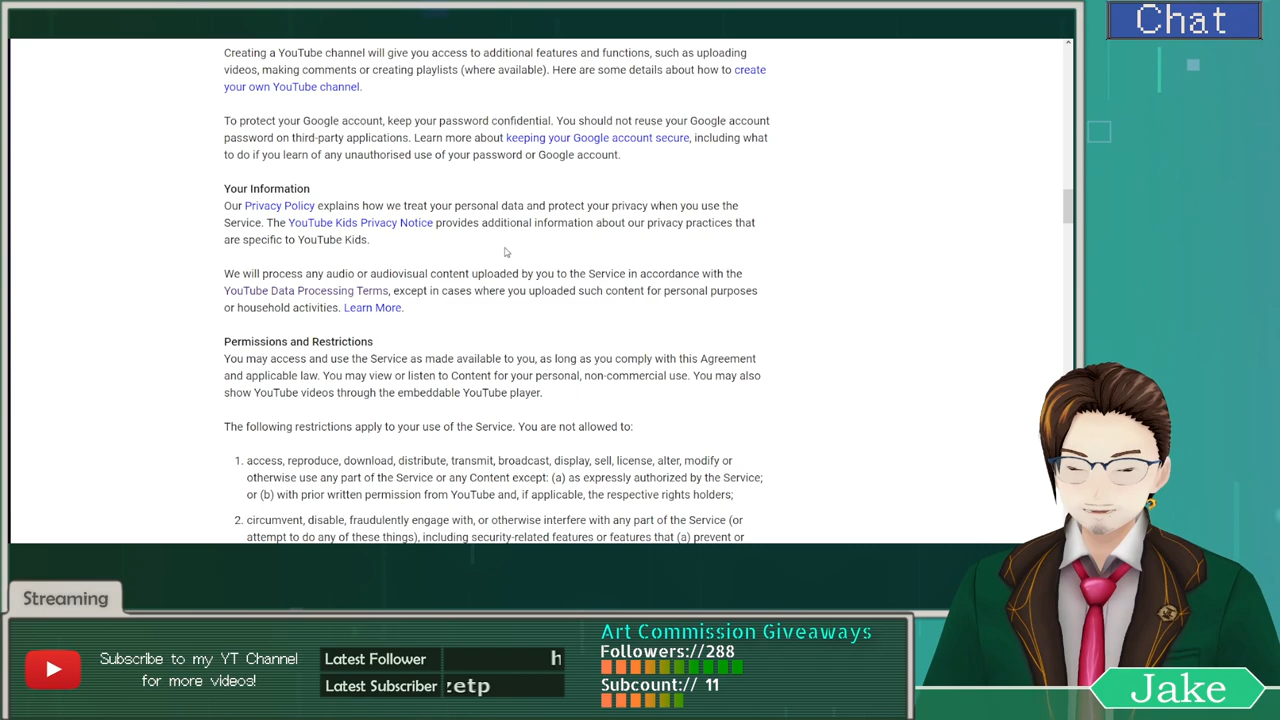 Chat
Creating a YouTube channel will give you access to additional features and functions, such as uploading
videos, making comments or creating playlists (where available). Here are some details about how to create
your own YouTube channel.
To protect your Google account, keep your password confidential. You should not reuse your Google account
password on third-party applications. Learn more about keeping your Google account secure, including what
to do if you learn of any unauthorised use of your password or Google account.
Your Information
Our Privacy Policy explains how we treat your personal data and protect your privacy when you use the
Service. The YouTube Kids Privacy Notice provides additional information about our privacy practices that
are specific to YouTube Kids.
We will process any audio or audiovisual content uploaded by you to the Service in accordance with the
YouTube Data Processing Terms, except in cases where you uploaded such content for personal purposes
or household activities. Learn More.
Permissions and Restrictions
You may access and use the Service as made available to you, as long as you comply with this Agreement
and applicable law. You may view or listen to Content for your personal, non-commercial use. You may also
show YouTube videos through the embeddable YouTube player.
The following restrictions apply to your use of the Service. You are not allowed to:
1. access, reproduce, download, distribute, transmit, broadcast, display, sell, license, alter, modify or
otherwise use any part of the Service or any Content except: (a) as expressly authorized by the Service;
or (b) with prior written permission from YouTube and, if applicable, the respective rights holders;
2. circumvent, disable, fraudulently engage with, or otherwise interfere with any part of the Service (or
attempt to do any of these things), including security-related features or features that (a) prevent or
Streaming
Subscribe to my YT Channel
for more videos!
Latest Follower h
Latest Subscriber zetp
Art Commission Giveaways
Followers://288
Subcount:// 11
Jake